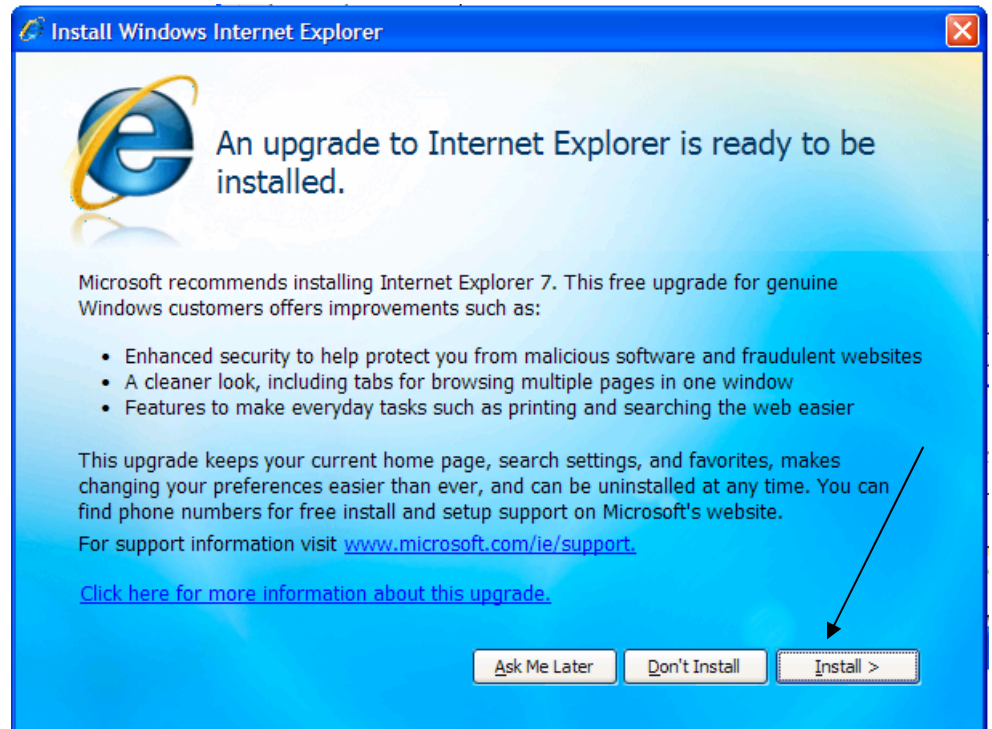 Install Windows Internet Explorer
An upgrade to Internet Explorer is ready to be
installed.
Microsoft recommends installing Internet Explorer 7. This free upgrade for genuine
Windows customers offers improvements such as:
• Enhanced security to help protect you from malicious software and fraudulent websites
• A cleaner look, including tabs for browsing multiple pages in one window
• Features to make everyday tasks such as printing and searching the web easier
This upgrade keeps your current home page, search settings, and favorites, makes
changing your preferences easier than ever, and can be uninstalled at any time. You can
find phone numbers for free install and setup support on Microsoft's website.
For support information visit www.microsoft.com/ie/support.
Click here for more information about this upgrade.
Ask Me Later Don't Install Install >